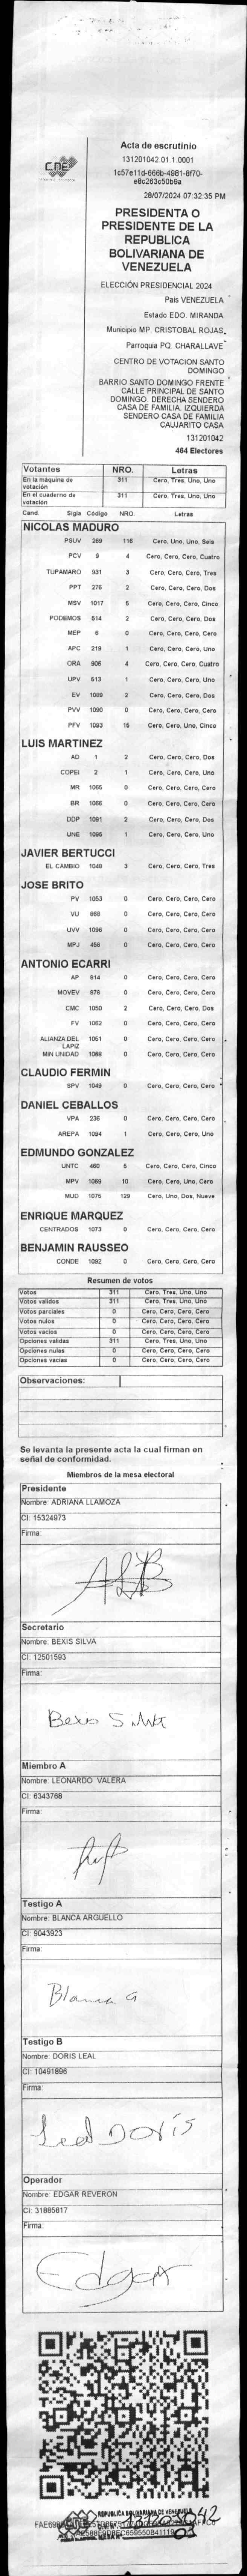 CNE
Acta de escrutinio
131201042.01.1.0001
1c57e11d-666b-4981-8f70-
e8c263c50b9a
28/07/2024 07:32:35 PM
PRESIDENTA O
PRESIDENTE DE LA
REPUBLICA
BOLIVARIANA DE
VENEZUELA
ELECCIÓN PRESIDENCIAL 2024
Pais VENEZUELA
Estado EDO. MIRANDA
Municipio MP. CRISTOBAL ROJAS,
Parroquia PQ. CHARALLAVE
CENTRO DE VOTACION SANTO
DOMINGO
BARRIO SANTO DOMINGO FRENTE
CALLE PRINCIPAL DE SANTO
DOMINGO. DERECHA SENDERO
CASA DE FAMILIA. IZQUIERDA
SENDERO CASA DE FAMILIA
CAUJARITO CASA
131201042
464 Electores
Votantes NRO. Letras
En la máquina de votación 311 Cero, Tres, Uno, Uno
En el cuaderno de votación 311 Cero, Tres, Uno, Uno
Cand. Sigla Código NRO. Letras
NICOLAS MADURO
PSUV 269 116 Cero, Uno, Uno, Seis
PCV 9 4 Cero, Cero, Cero, Cuatro
TUPAMARO 931 3 Cero, Cero, Cero, Tres
PPT 276 2 Cero, Cero, Cero, Dos
MSV 1017 5 Cero, Cero, Cero, Cinco
PODEMOS 514 2 Cero, Cero, Cero, Dos
MEP 6 0 Cero, Cero, Cero, Cero
APC 219 1 Cero, Cero, Cero, Uno
ORA 906 4 Cero, Cero, Cero, Cuatro
UPV 613 1 Cero, Cero, Cero, Uno
EV 1089 2 Cero, Cero, Cero, Dos
PVV 1090 0 Cero, Cero, Cero, Cero
PFV 1093 15 Cero, Cero, Uno, Cinco
LUIS MARTINEZ
AD 1 2 Cero, Cero, Cero, Dos
COPEI 2 1 Cero, Cero, Cero, Uno
MR 1065 0 Cero, Cero, Cero, Cero
BR 1066 0 Cero, Cero, Cero, Cero
DDP 1091 2 Cero, Cero, Cero, Dos
UNE 1095 1 Cero, Cero, Cero, Uno
JAVIER BERTUCCI
EL CAMBIO 1049 3 Cero, Cero, Cero, Tres
JOSE BRITO
PV 1053 0 Cero, Cero, Cero, Cero
VU 868 0 Cero, Cero, Cero, Cero
UVV 1096 0 Cero, Cero, Cero, Cero
MPJ 458 0 Cero, Cero, Cero, Cero
ANTONIO ECARRI
AP 914 0 Cero, Cero, Cero, Cero
MOVEV 676 0 Cero, Cero, Cero, Cero
CMC 1050 2 Cero, Cero, Cero, Dos
FV 1062 0 Cero, Cero, Cero, Cero
ALIANZA DEL LAPIZ 1051 0 Cero, Cero, Cero, Cero
MIN UNIDAD 1068 0 Cero, Cero, Cero, Cero
CLAUDIO FERMIN
SPV 1049 0 Cero, Cero, Cero, Cero
DANIEL CEBALLOS
VPA 236 0 Cero, Cero, Cero, Cero
AREPA 1094 1 Cero, Cero, Cero, Uno
EDMUNDO GONZALEZ
UNTC 460 5 Cero, Cero, Cero, Cinco
MPV 1069 10 Cero, Cero, Uno, Cero
MUD 1076 129 Cero, Uno, Dos, Nueve
ENRIQUE MARQUEZ
CENTRADOS 1073 0 Cero, Cero, Cero, Cero
BENJAMIN RAUSSEO
CONDE 1092 0 Cero, Cero, Cero, Cero
Resumen de votos
Votos 311 Cero, Tres, Uno, Uno
Votos validos 311 Cero, Tres, Uno, Uno
Votos parciales 0 Cero, Cero, Cero, Cero
Votos nulos 0 Cero, Cero, Cero, Cero
Votos vacios 0 Cero, Cero, Cero, Cero
Opciones validas 311 Cero, Tres, Uno, Uno
Opciones nulas 0 Cero, Cero, Cero, Cero
Opciones vacias 0 Cero, Cero, Cero, Cero
Observaciones:
Se levanta la presente acta la cual firman en
señal de conformidad.
Miembros de la mesa electoral
Presidente
Nombre: ADRIANA LLAMOZA
CI: 15324973
Firma:
Secretario
Nombre: BEXIS SILVA
CI: 12501593
Firma:
Bexis Silva
Miembro A
Nombre: LEONARDO VALERA
CI: 6343768
Firma:
Testigo A
Nombre: BLANCA ARGUELLO
CI: 9043923
Firma:
Blanca G
Testigo B
Nombre: DORIS LEAL
CI: 10491896
Firma:
Leal Doris
Operador
Nombre: EDGAR REVERON
CI: 31885817
Firma:
Edgar
REPUBLICA BOLIVARIANA DE VENEZUELA
131201042